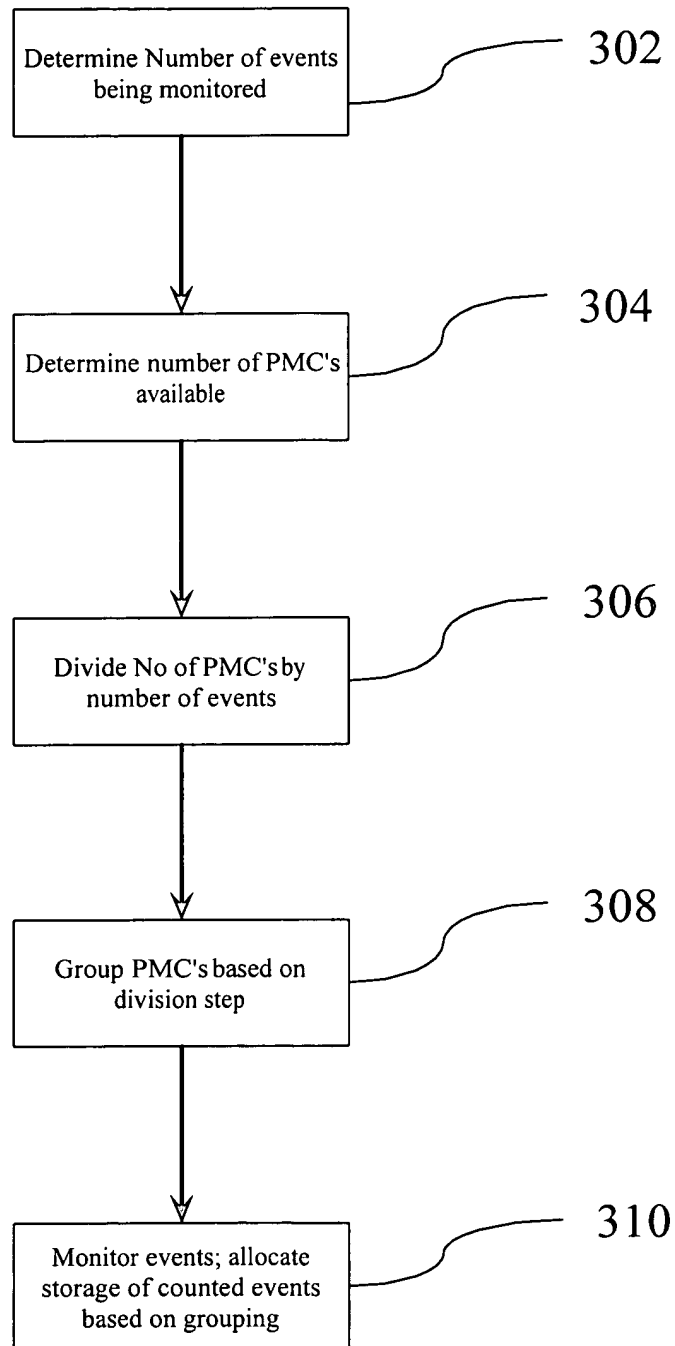 Determine Number of events
being monitored
302
Determine number of PMC's
available
304
Divide No of PMC's by
number of events
306
Group PMC's based on
division step
308
Monitor events; allocate
storage of counted events
based on grouping
310